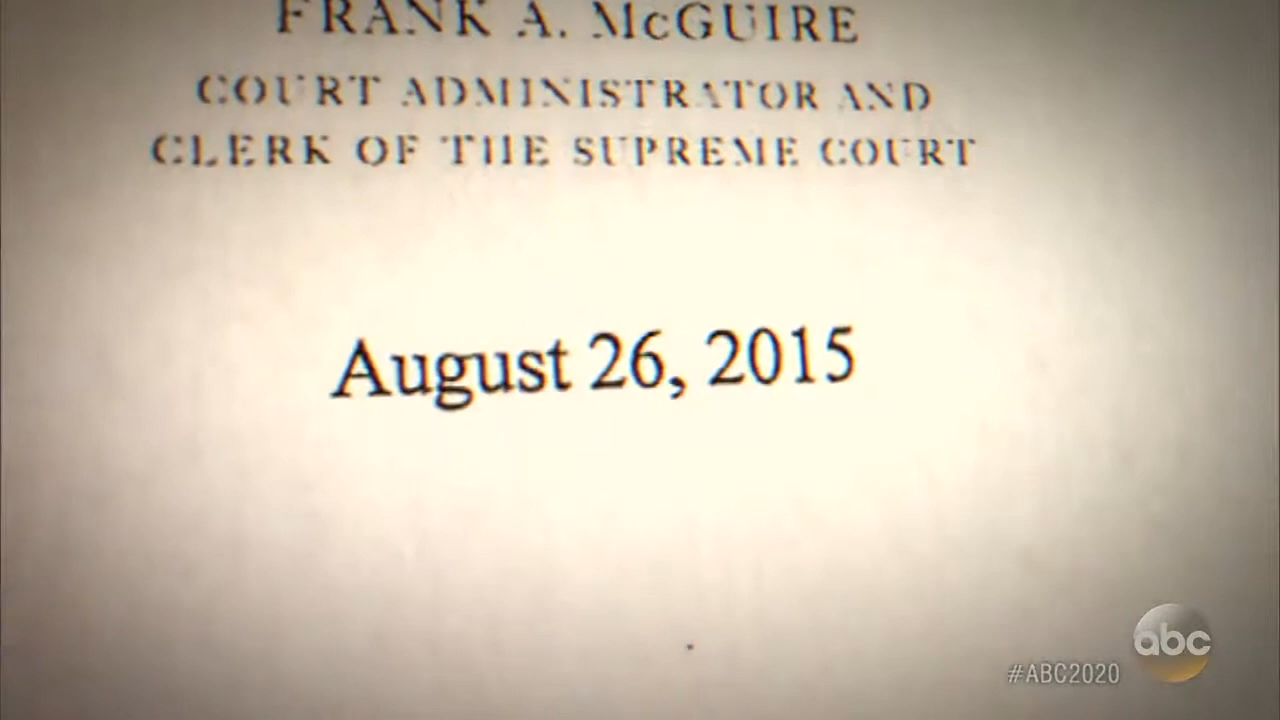 FRANK A. McGUIRE
COURT ADMINISTRATOR AND
CLERK OF THE SUPREME COURT
August 26, 2015
abc
#ABC2020